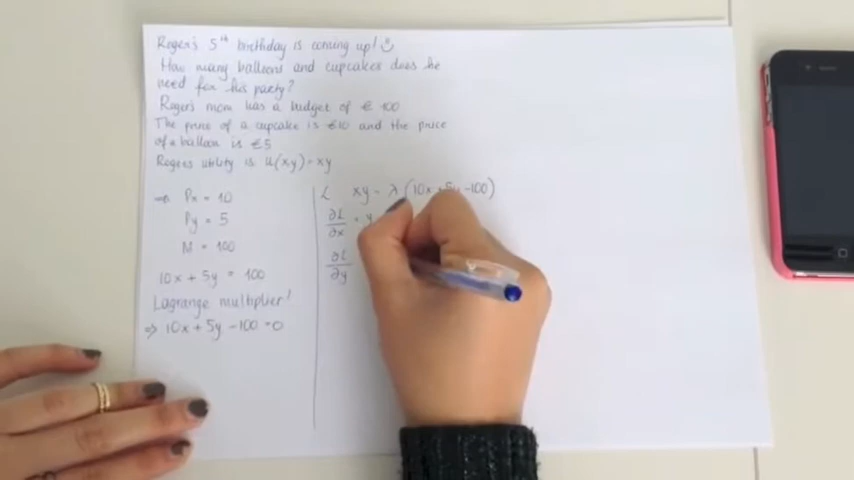 Roger's 5th birthday is coming up! ☺
How many balloons and cupcakes does he
need for his party?
Roger's mom has a budget of € 100
The price of a cupcake is €10 and the price
of a balloon is €5
Rogers utility is u(xy) = xy
⇒ Px = 10
Py = 5
M = 100
10x + 5y = 100
Lagrange multiplier!
⇒ 10x + 5y - 100 = 0
L xy - λ (10x + 5y - 100)
∂L/∂x = y
∂L/∂y